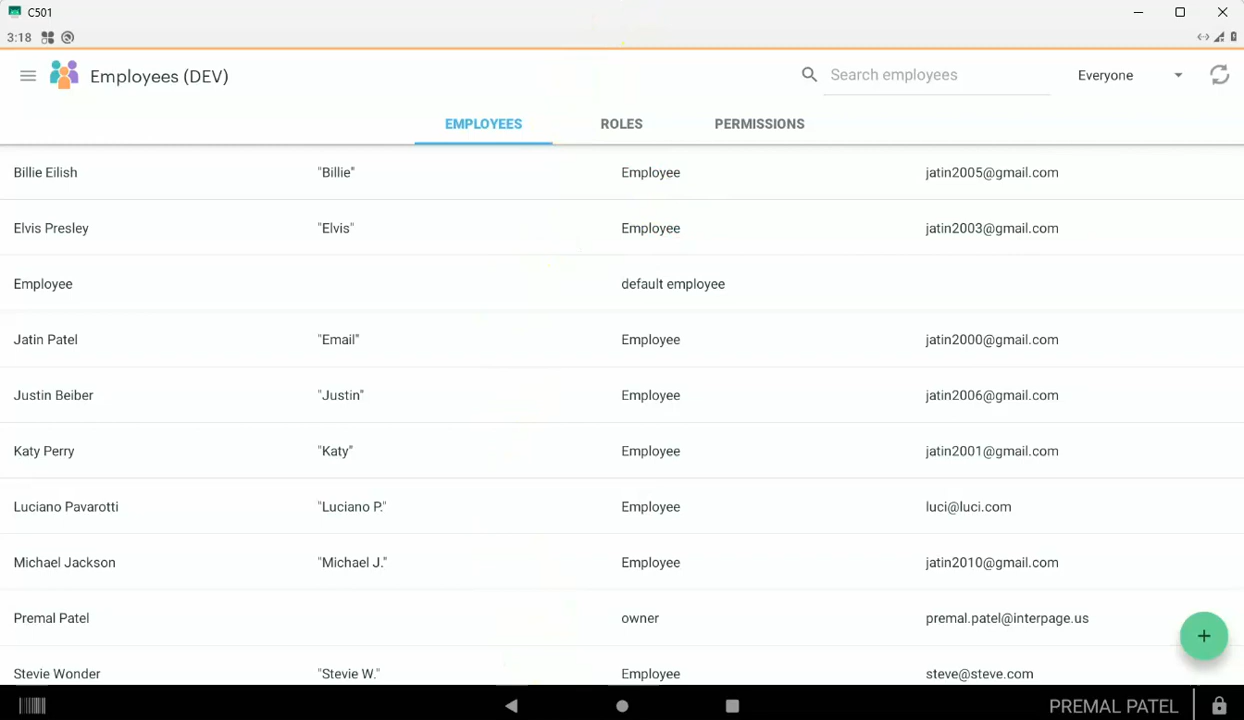 C501
3:18
Employees (DEV)
Search employees
Everyone
EMPLOYEES ROLES PERMISSIONS
Billie Eilish "Billie" Employee jatin2005@gmail.com
Elvis Presley "Elvis" Employee jatin2003@gmail.com
Employee default employee
Jatin Patel "Email" Employee jatin2000@gmail.com
Justin Beiber "Justin" Employee jatin2006@gmail.com
Katy Perry "Katy" Employee jatin2001@gmail.com
Luciano Pavarotti "Luciano P." Employee luci@luci.com
Michael Jackson "Michael J." Employee jatin2010@gmail.com
Premal Patel owner premal.patel@interpage.us
Stevie Wonder "Stevie W." Employee steve@steve.com
PREMAL PATEL